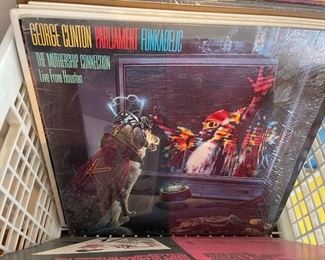 GEORGE CLINTON PARLIAMENT FUNKADELIC
THE MOTHERSHIP CONNECTION
Live From Houston